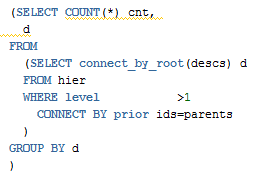 (SELECT COUNT(*) cnt,
d
FROM
(SELECT connect_by_root(descs) d
FROM hier
WHERE level >1
CONNECT BY prior ids=parents
)
GROUP BY d
)